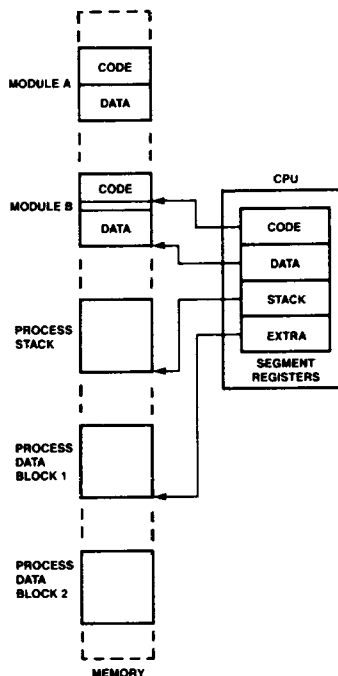 MODULE A
CODE
DATA
MODULE B
CODE
DATA
CPU
CODE
DATA
STACK
EXTRA
SEGMENT
REGISTERS
PROCESS
STACK
PROCESS
DATA
BLOCK 1
PROCESS
DATA
BLOCK 2
MEMORY